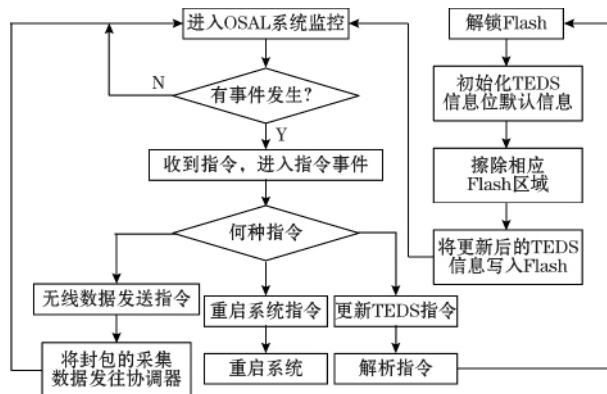 进入OSAL系统监控
解锁Flash
N
有事件发生?
初始化TEDS
信息位默认信息
Y
收到指令，进入指令事件
擦除相应
Flash区域
何种指令
将更新后的TEDS
信息写入Flash
无线数据发送指令
重启系统指令
更新TEDS指令
将封包的采集
数据发往协调器
重启系统
解析指令